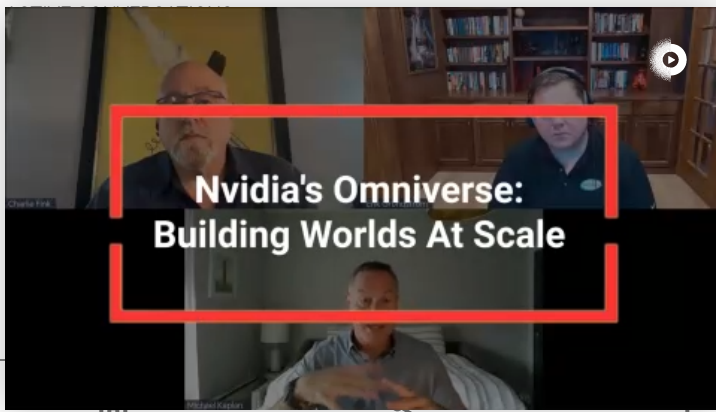 Charlie Fink
Nvidia's Omniverse:
Building Worlds At Scale
Michael Kaplan